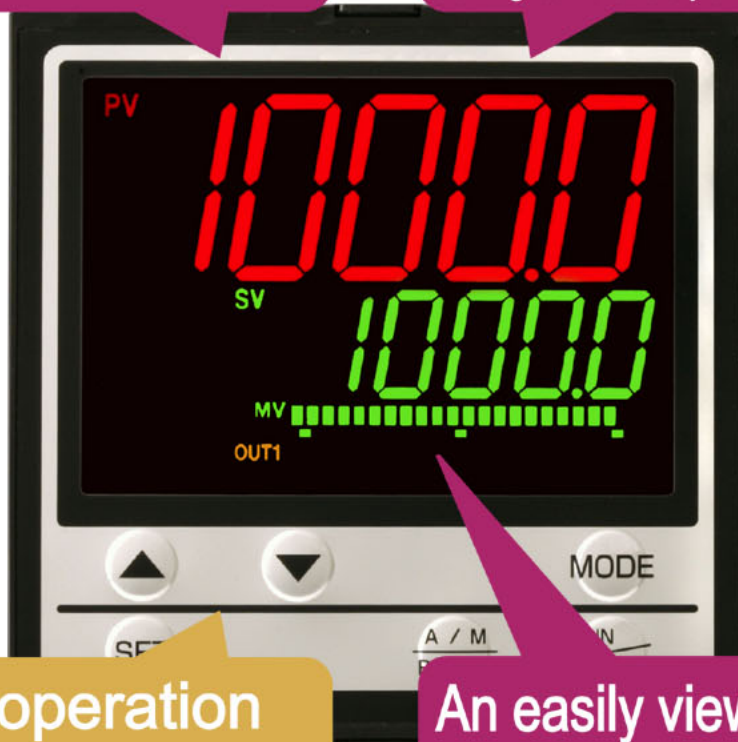 PV 1000.0
SV
1000.0
MV
OUT1
MODE
A / M
operation
An easily view